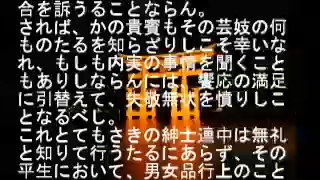 合を訴うることならん。
されば、かの貴賓もその芸妓の何
ものたるを知らざりしこそ幸いな
れ、もしも内実の事情を聞くこと
もありしならんには、饗応の満足
に引替えて、失敬無状を憤りしこ
となるべし。
これとてもさきの紳士連中は無礼
と知りて行うたるにあらず、その
平生において、男女品行上のこと